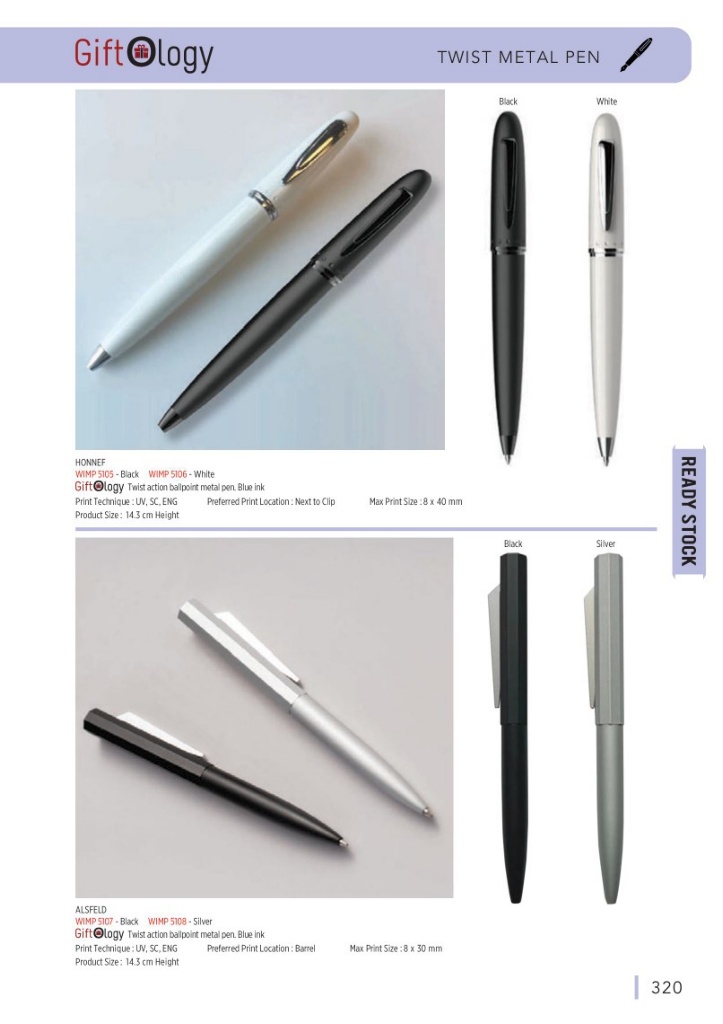 GiftOlogy
TWIST METAL PEN
Black
White
HONNEF
WIMP 5105 - Black WIMP 5106 - White
GiftOlogy Twist action ballpoint metal pen. Blue ink
Print Technique : UV, SC, ENG Preferred Print Location : Next to Clip Max Print Size : 8 x 40 mm
Product Size : 14.3 cm Height
READY STOCK
Black
Silver
ALSFELD
WIMP 5107 - Black WIMP 5108 - Silver
GiftOlogy Twist action ballpoint metal pen. Blue ink
Print Technique : UV, SC, ENG Preferred Print Location : Barrel Max Print Size : 8 x 30 mm
Product Size : 14.3 cm Height
320